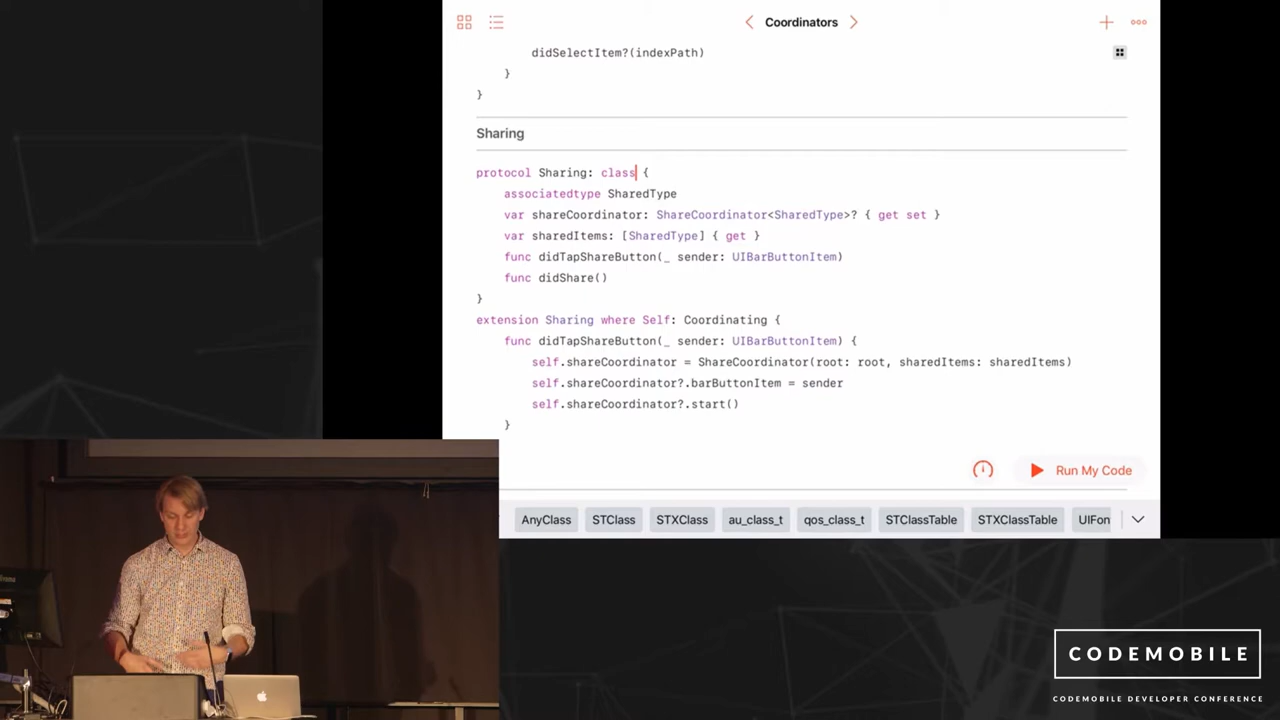 Coordinators
didSelectItem?(indexPath)
}
}
Sharing
protocol Sharing: class {
associatedtype SharedType
var shareCoordinator: ShareCoordinator<SharedType>? { get set }
var sharedItems: [SharedType] { get }
func didTapShareButton(_ sender: UIBarButtonItem)
func didShare()
}
extension Sharing where Self: Coordinating {
func didTapShareButton(_ sender: UIBarButtonItem) {
self.shareCoordinator = ShareCoordinator(root: root, sharedItems: sharedItems)
self.shareCoordinator?.barButtonItem = sender
self.shareCoordinator?.start()
}
Run My Code
AnyClass STClass STXClass au_class_t qos_class_t STClassTable STXClassTable UIFon
CODEMOBILE
CODEMOBILE DEVELOPER CONFERENCE